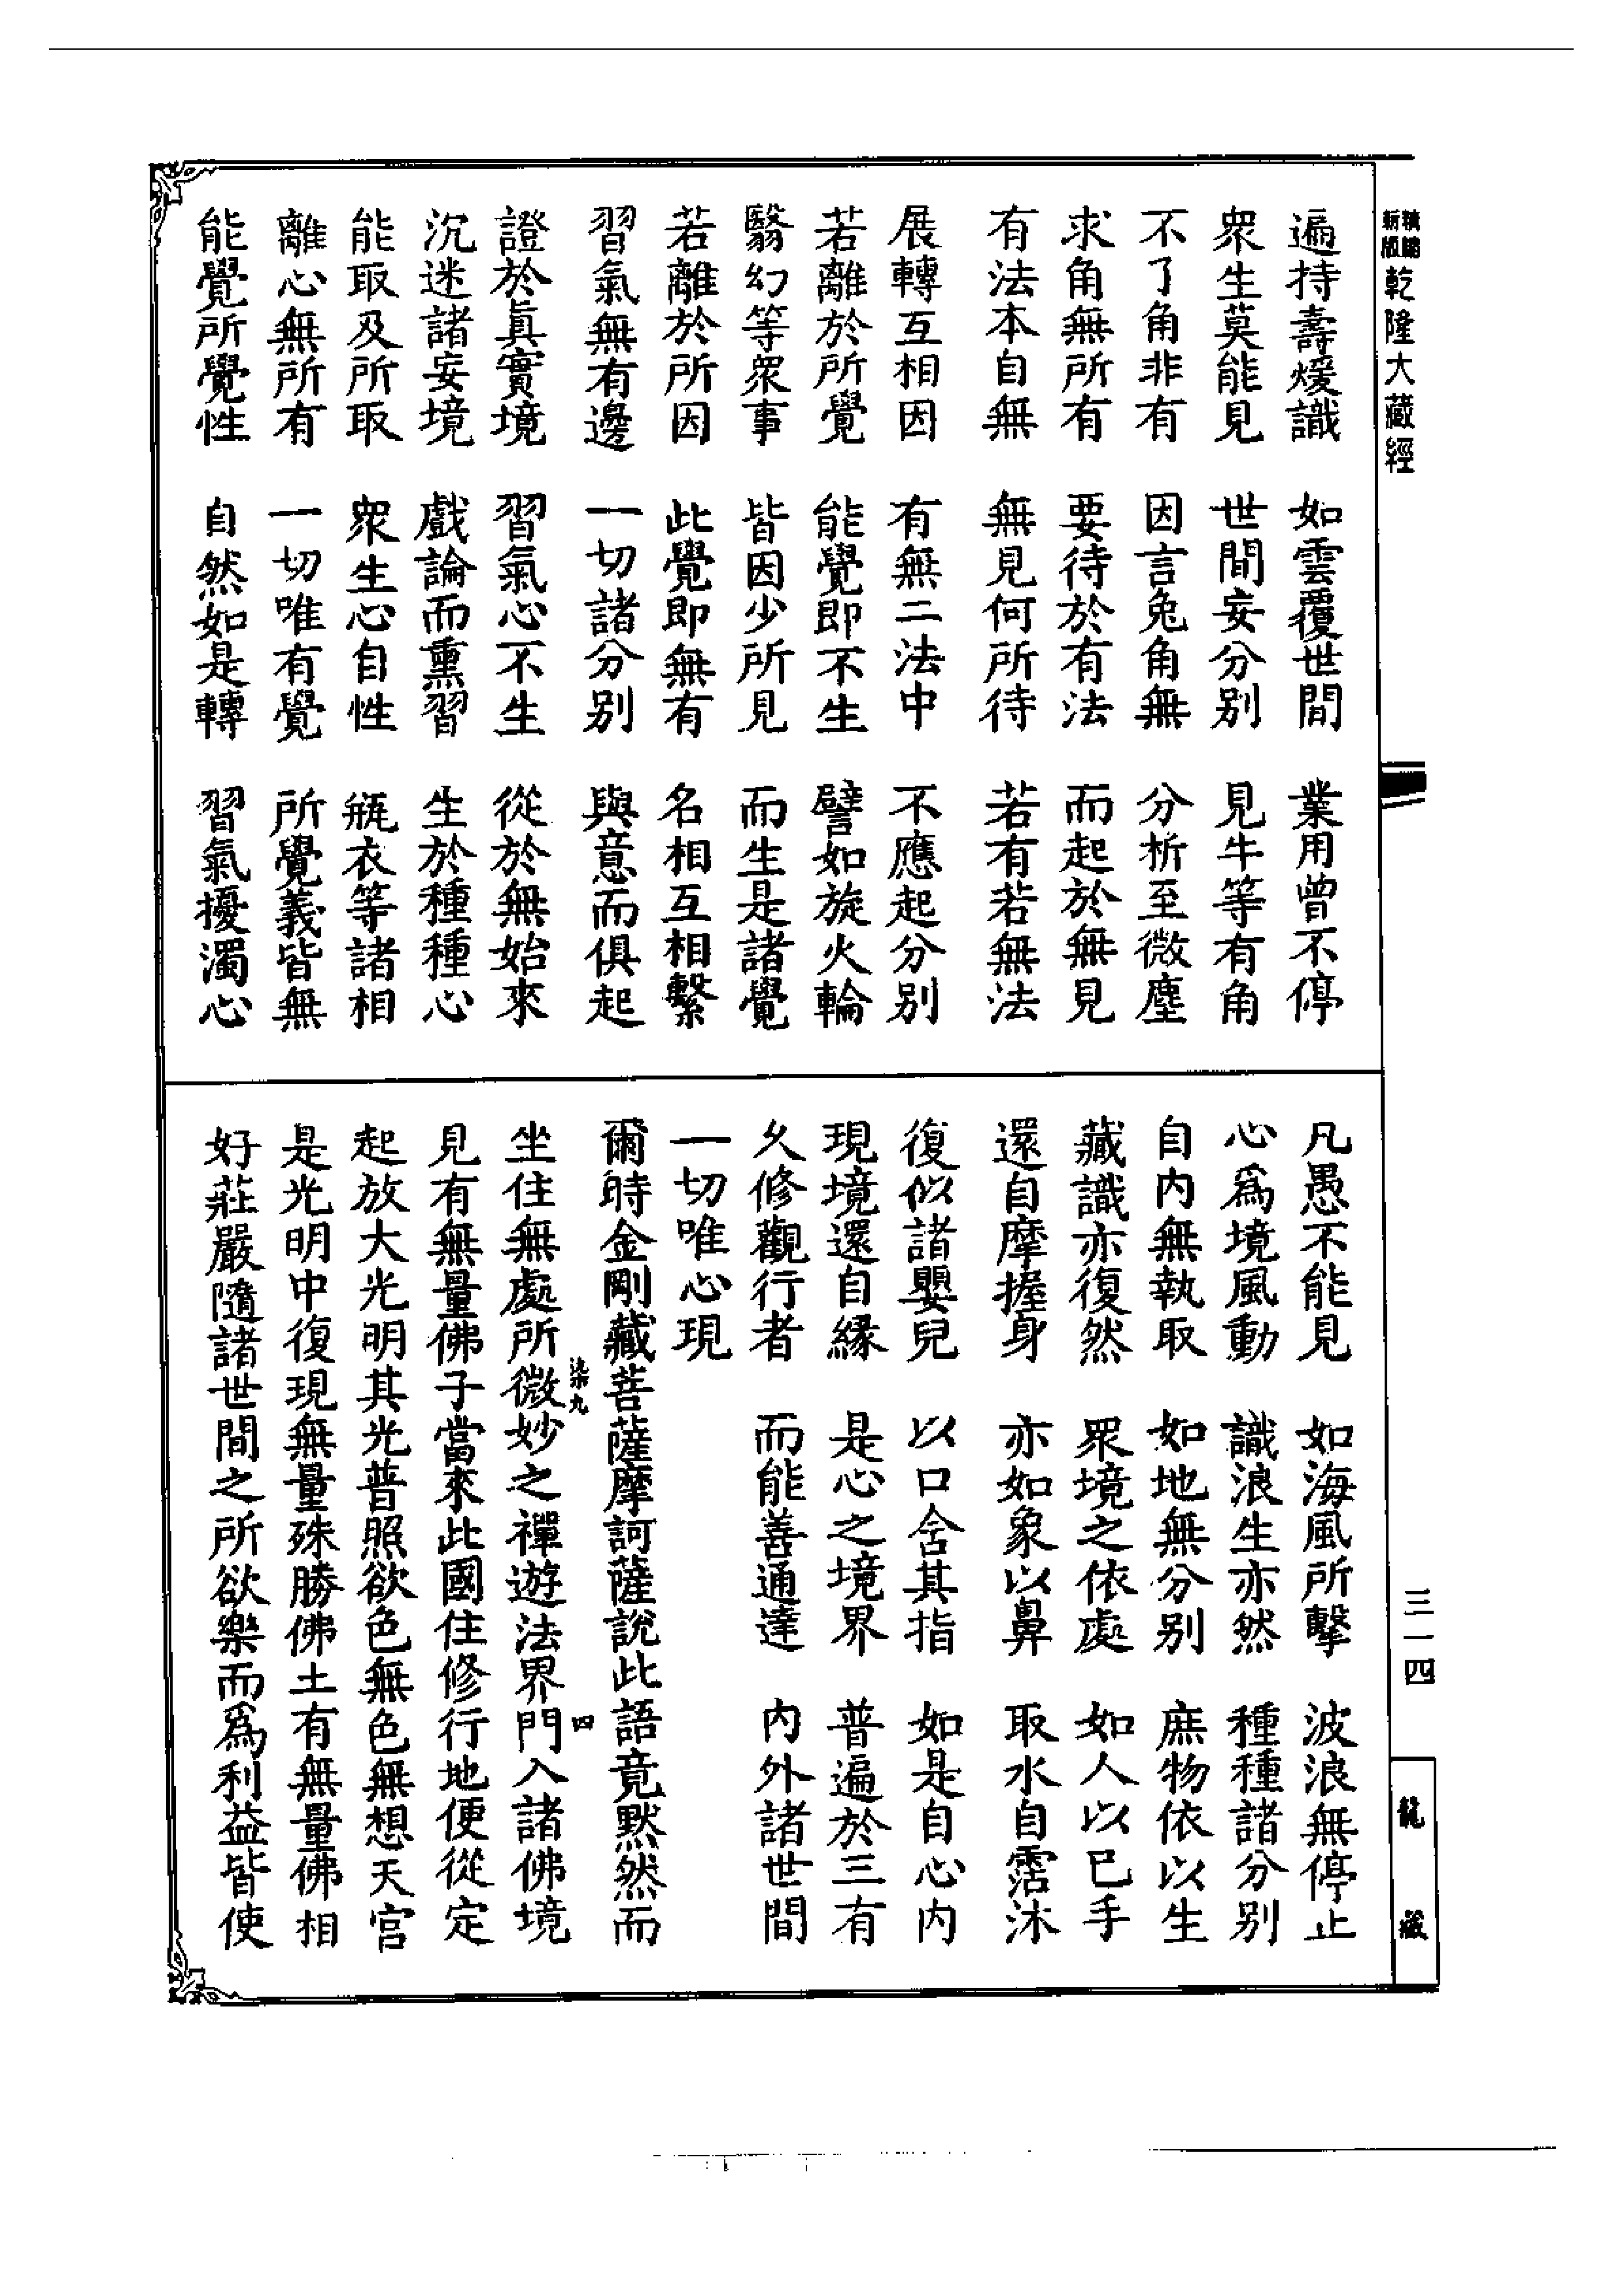 精縮新版乾隆大藏經
遍持壽煖識　如雲覆世間　業用曾不停
衆生莫能見　世間妄分別　見牛等有角
不了角非有　因言兔角無　分析至微塵
求角無所有　要待於有法　而起於無見
有法本自無　無見何所待　若有若無法
展轉互相因　有無二法中　不應起分別
若離於所覺　能覺即不生　譬如旋火輪
翳幻等衆事　皆因少所見　而生是諸覺
若離於所因　此覺即無有　名相互相繫
習氣無有邊　一切諸分別　與意而俱起
證於眞實境　習氣心不生　從於無始來
沉迷諸妄境　戲論而熏習　生於種種心
能取及所取　衆生心自性　瓶衣等諸相
離心無所有　一切唯有覺　所覺義皆無
能覺所覺性　自然如是轉　習氣擾濁心
凡愚不能見　如海風所擊　波浪無停止
心爲境風動　識浪生亦然　種種諸分別
自内無執取　如地無分別　庶物依以生
藏識亦復然　衆境之依處　如人以已手
還自摩握身　亦如象以鼻　取水自霑沐
復似諸嬰兒　以口含其指　如是自心内
現境還自緣　是心之境界　普遍於三有
久修觀行者　而能善通達　内外諸世間
一切唯心現
爾時金剛藏菩薩摩訶薩說此語竟默然而
染九　四
坐住無處所微妙之禪遊法界門入諸佛境
見有無量佛子當來此國住修行地便從定
起放大光明其光普照欲色無色無想天宮
是光明中復現無量殊勝佛土有無量佛相
好莊嚴隨諸世間之所欲樂而爲利益皆使
三一四
龍藏